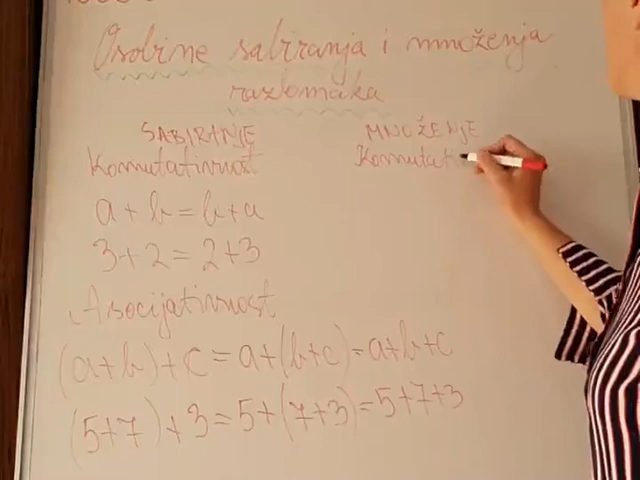 Osobine sabiranja i množenja
razlomaka
SABIRANJE
Komutativnost
a + b = b + a
3 + 2 = 2 + 3
Asocijativnost
(a+b) + c = a + (b+c) = a+b+c
(5+7) + 3 = 5 + (7+3) = 5+7+3
MNOŽENJE
Komutati